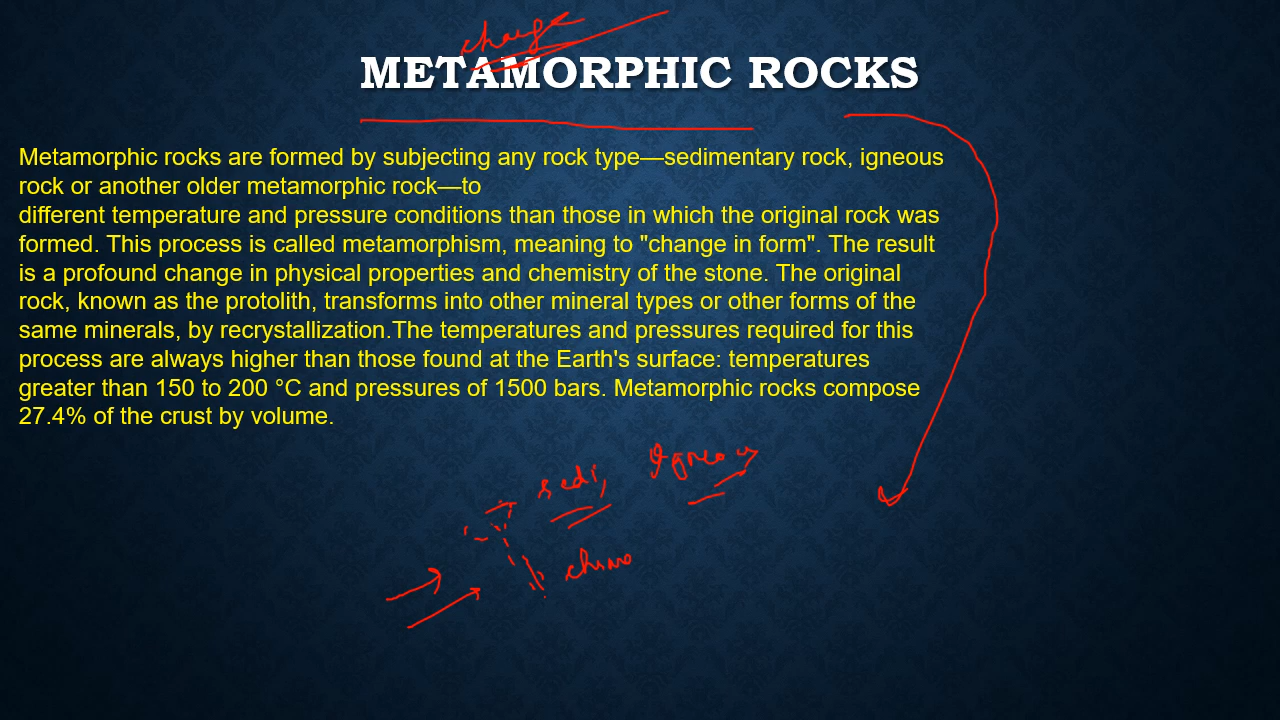 change
METAMORPHIC ROCKS
Metamorphic rocks are formed by subjecting any rock type—sedimentary rock, igneous
rock or another older metamorphic rock—to
different temperature and pressure conditions than those in which the original rock was
formed. This process is called metamorphism, meaning to "change in form". The result
is a profound change in physical properties and chemistry of the stone. The original
rock, known as the protolith, transforms into other mineral types or other forms of the
same minerals, by recrystallization.The temperatures and pressures required for this
process are always higher than those found at the Earth's surface: temperatures
greater than 150 to 200 °C and pressures of 1500 bars. Metamorphic rocks compose
27.4% of the crust by volume.
sedi, Igneous